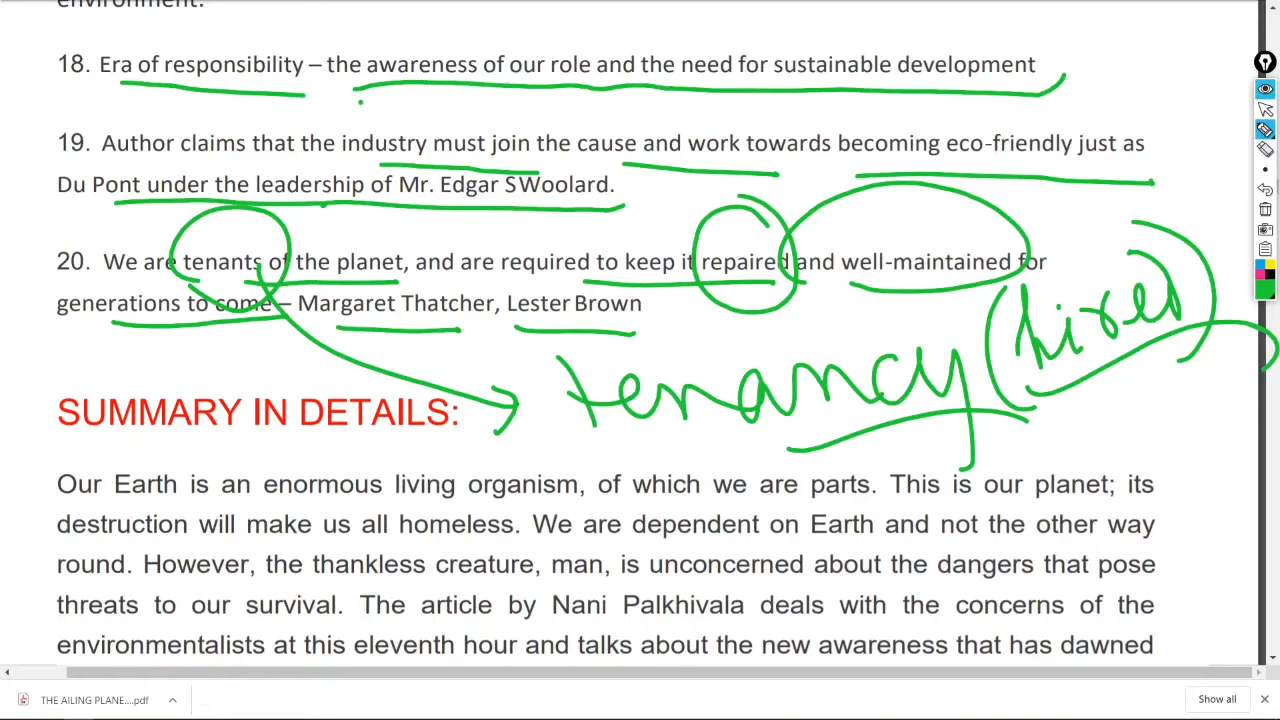 environment.
18. Era of responsibility – the awareness of our role and the need for sustainable development
19. Author claims that the industry must join the cause and work towards becoming eco-friendly just as
Du Pont under the leadership of Mr. Edgar S Woolard.
20. We are tenants of the planet, and are required to keep it repaired and well-maintained for
generations to come – Margaret Thatcher, Lester Brown
tenancy (hired)
SUMMARY IN DETAILS:
Our Earth is an enormous living organism, of which we are parts. This is our planet; its
destruction will make us all homeless. We are dependent on Earth and not the other way
round. However, the thankless creature, man, is unconcerned about the dangers that pose
threats to our survival. The article by Nani Palkhivala deals with the concerns of the
environmentalists at this eleventh hour and talks about the new awareness that has dawned
THE AILING PLANE....pdf
Show all